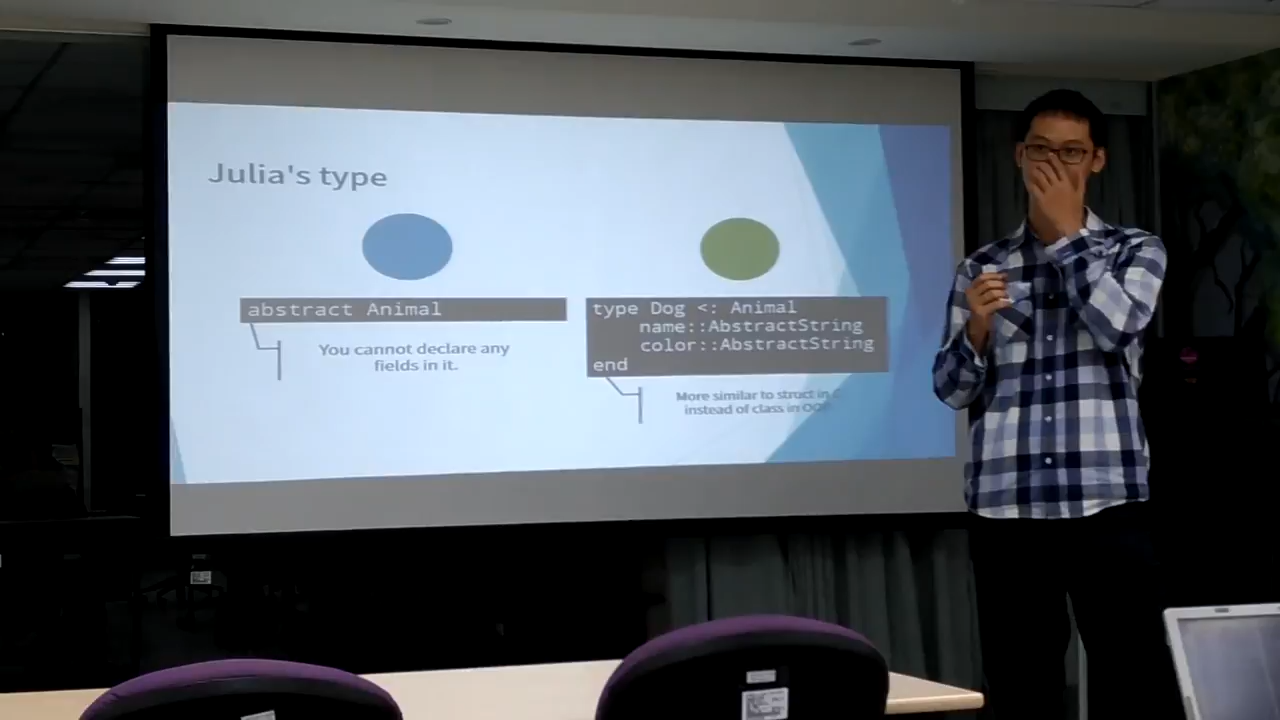 Julia's type
abstract Animal
You cannot declare any
fields in it.
type Dog <: Animal
name::AbstractString
color::AbstractString
end
More similar to struct in C
instead of class in OOP